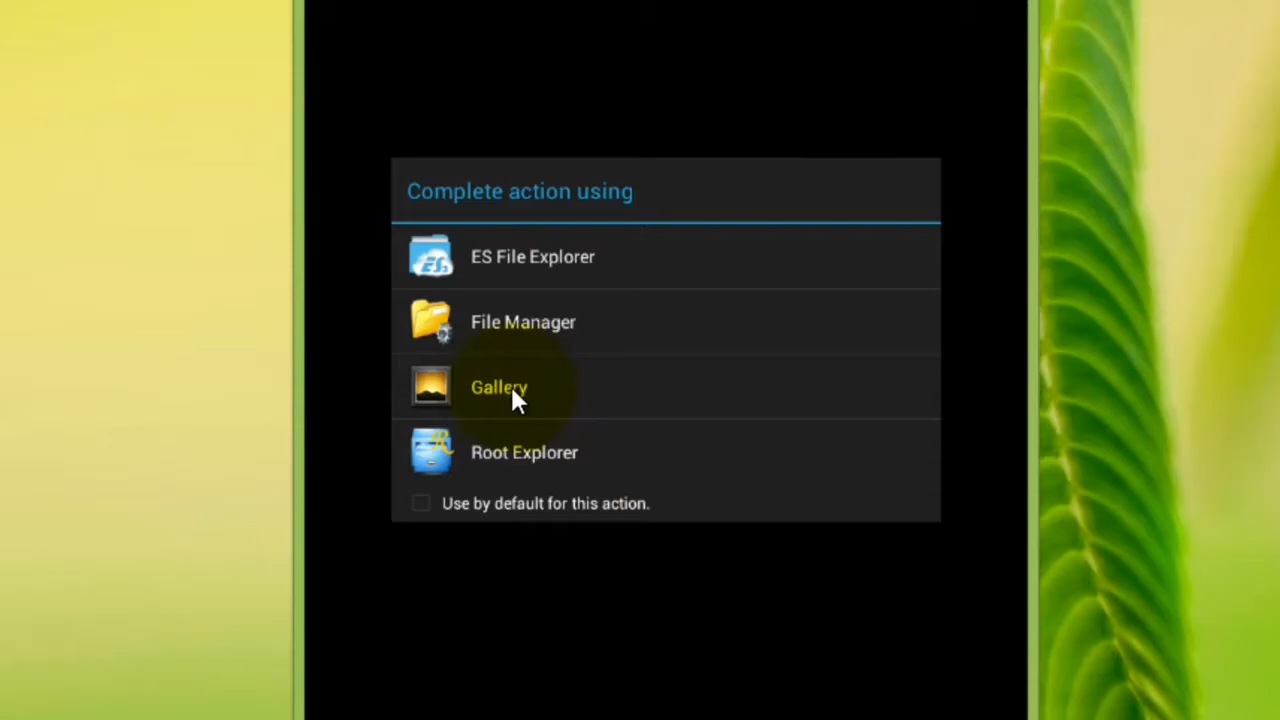 Complete action using
ES File Explorer
File Manager
Gallery
Root Explorer
Use by default for this action.